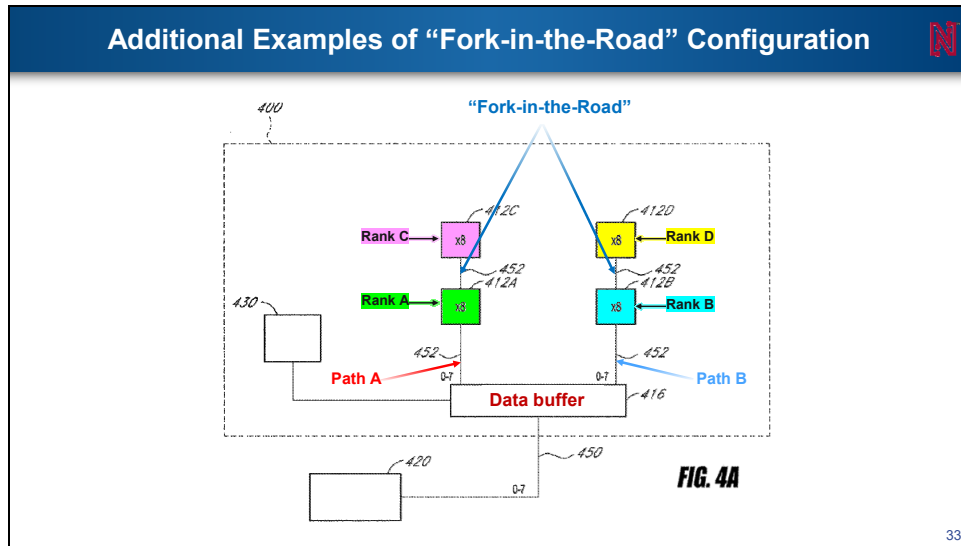 Additional Examples of “Fork-in-the-Road” Configuration
N
400
“Fork-in-the-Road”
412C
412D
Rank C
x8
x8
Rank D
452
452
412A
412B
Rank A
x8
x8
Rank B
430
452
452
Path A
Path B
0-7
0-7
Data buffer
416
450
420
0-7
FIG. 4A
33